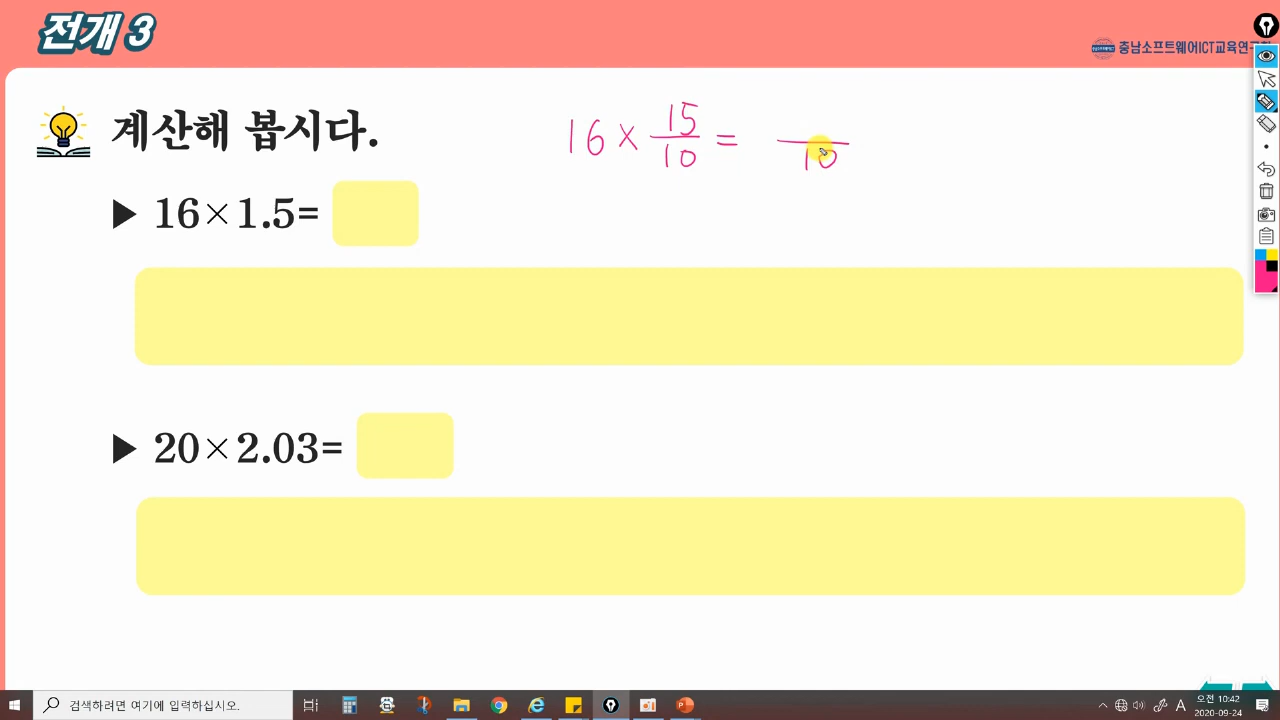 전개 3
충남소프트웨어ICT교육연구회
계산해 봅시다.
16 × 15/10 = /10
▶ 16×1.5=
▶ 20×2.03=
검색하려면 여기에 입력하십시오.
A
오전 10:42
2020-09-24